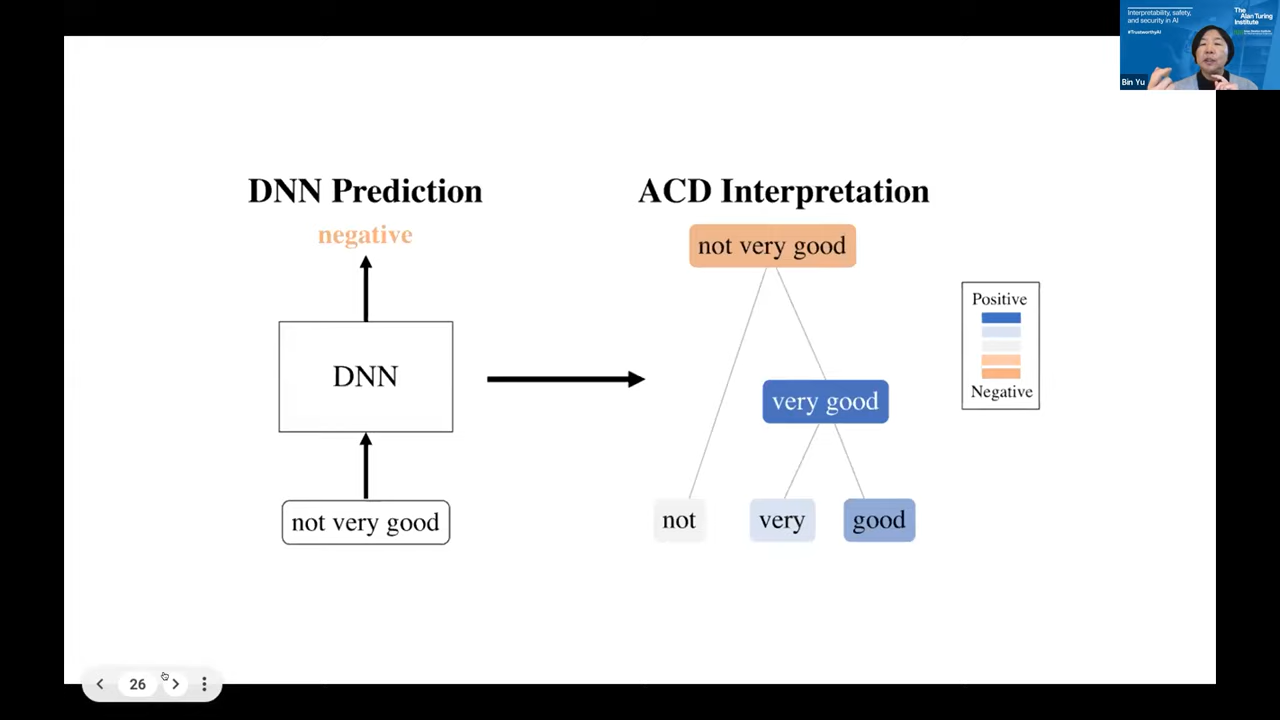 Interpretability, safety,
and security in AI
#TrustworthyAI
The
Alan Turing
Institute
Bin Yu
DNN Prediction
negative
DNN
not very good
ACD Interpretation
not very good
very good
not
very
good
Positive
Negative
26